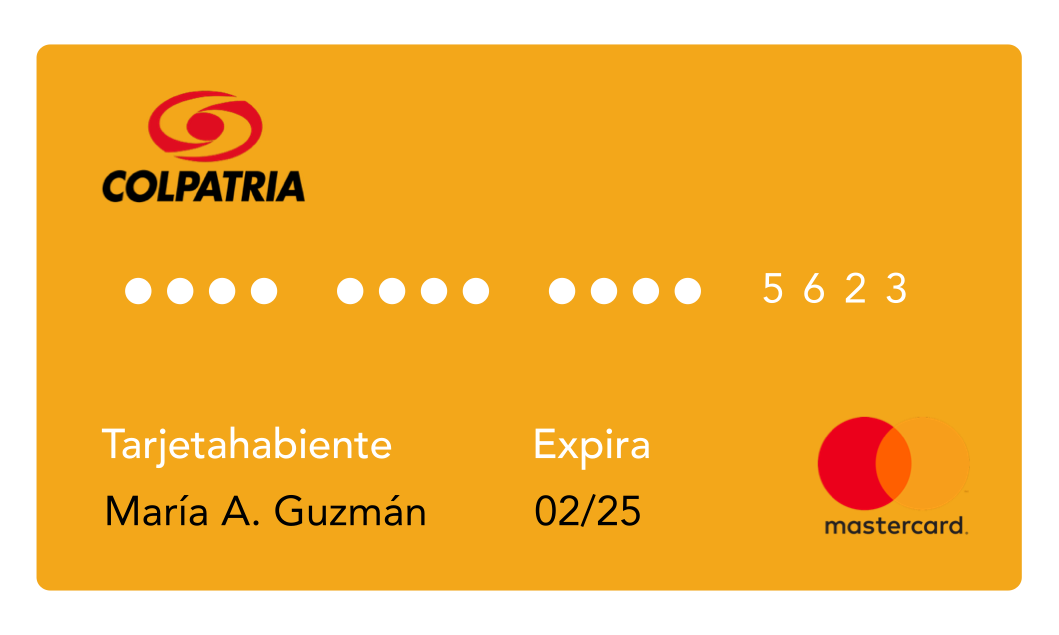 COLPATRIA
●●●● ●●●● ●●●● 5623
Tarjetahabiente Expira
María A. Guzmán 02/25
mastercard.